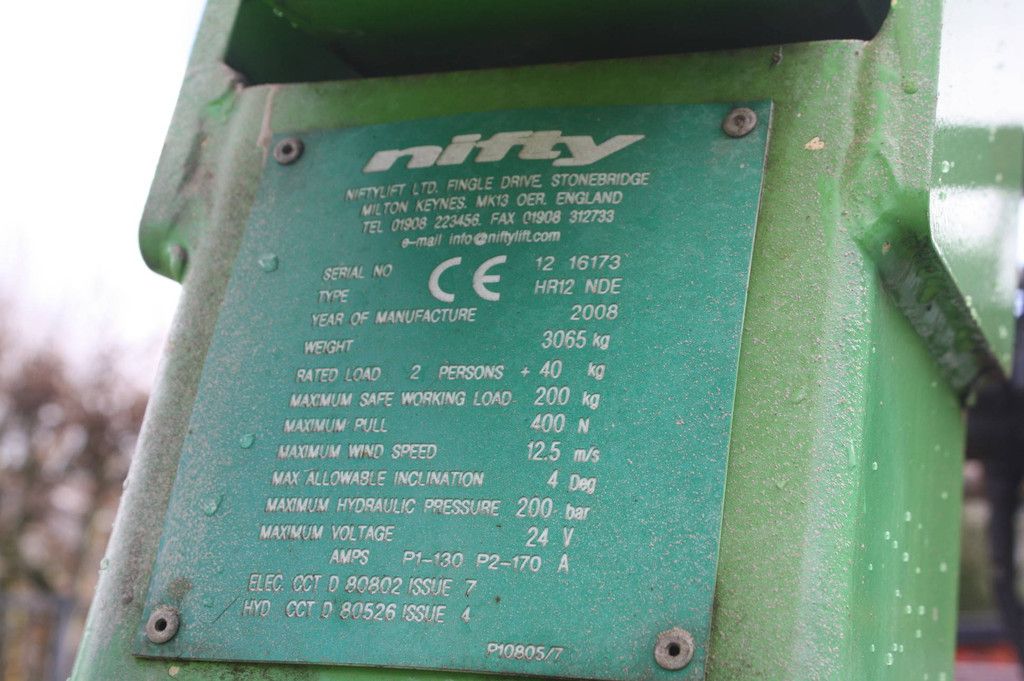 nifty
NIFTYLIFT LTD. FINGLE DRIVE. STONEBRIDGE
MILTON KEYNES. MK13 OER. ENGLAND
TEL 01908 223456. FAX 01908 312733
e-mail info@niftylift.com
SERIAL NO CE 12 16173
TYPE HR12 NDE
YEAR OF MANUFACTURE 2008
WEIGHT 3065 kg
RATED LOAD 2 PERSONS + 40 kg
MAXIMUM SAFE WORKING LOAD 200 kg
MAXIMUM PULL 400 N
MAXIMUM WIND SPEED 12.5 m/s
MAX ALLOWABLE INCLINATION 4 Deg
MAXIMUM HYDRAULIC PRESSURE 200 bar
MAXIMUM VOLTAGE 24 V
AMPS P1-130 P2-170 A
ELEC. CCT D 80802 ISSUE 7
HYD CCT D 80526 ISSUE 4
P10805/7